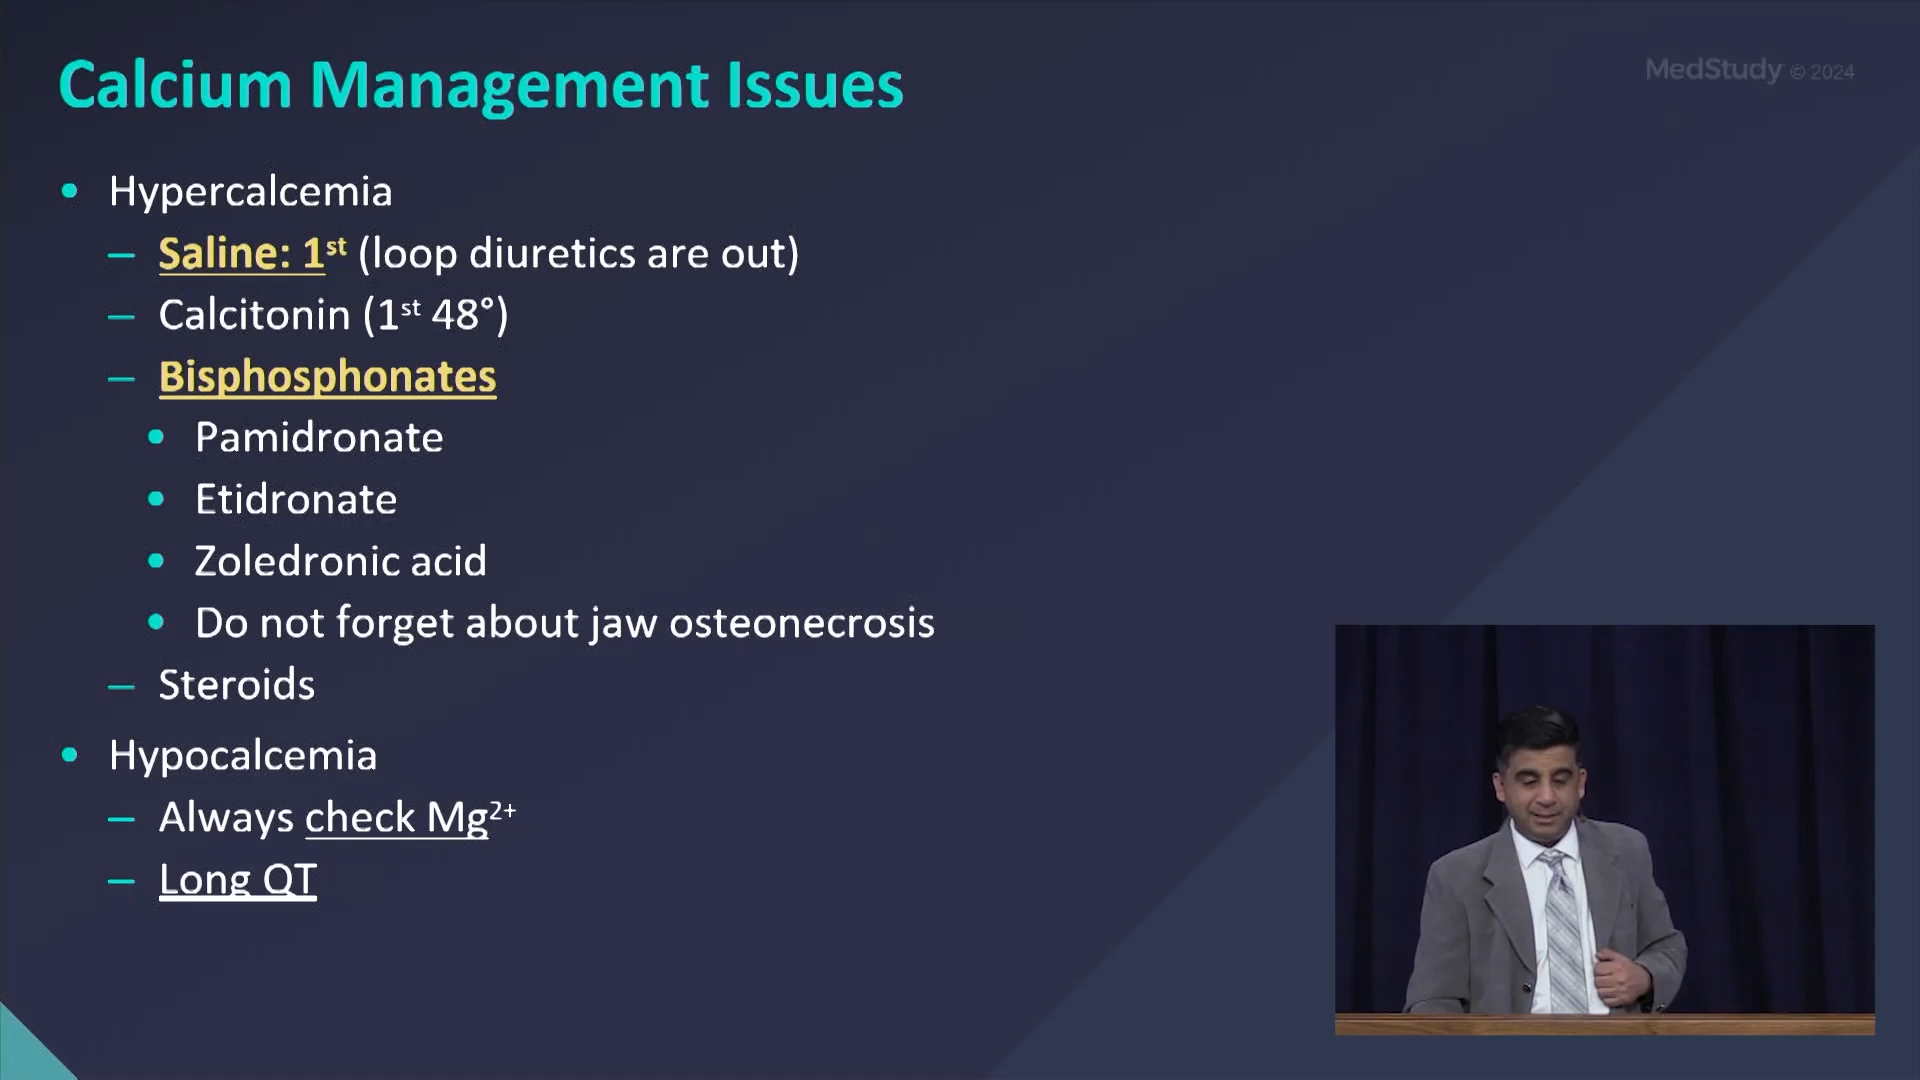 Calcium Management Issues
MedStudy © 2024
• Hypercalcemia
– Saline: 1st (loop diuretics are out)
– Calcitonin (1st 48°)
– Bisphosphonates
• Pamidronate
• Etidronate
• Zoledronic acid
• Do not forget about jaw osteonecrosis
– Steroids
• Hypocalcemia
– Always check Mg2+
– Long QT